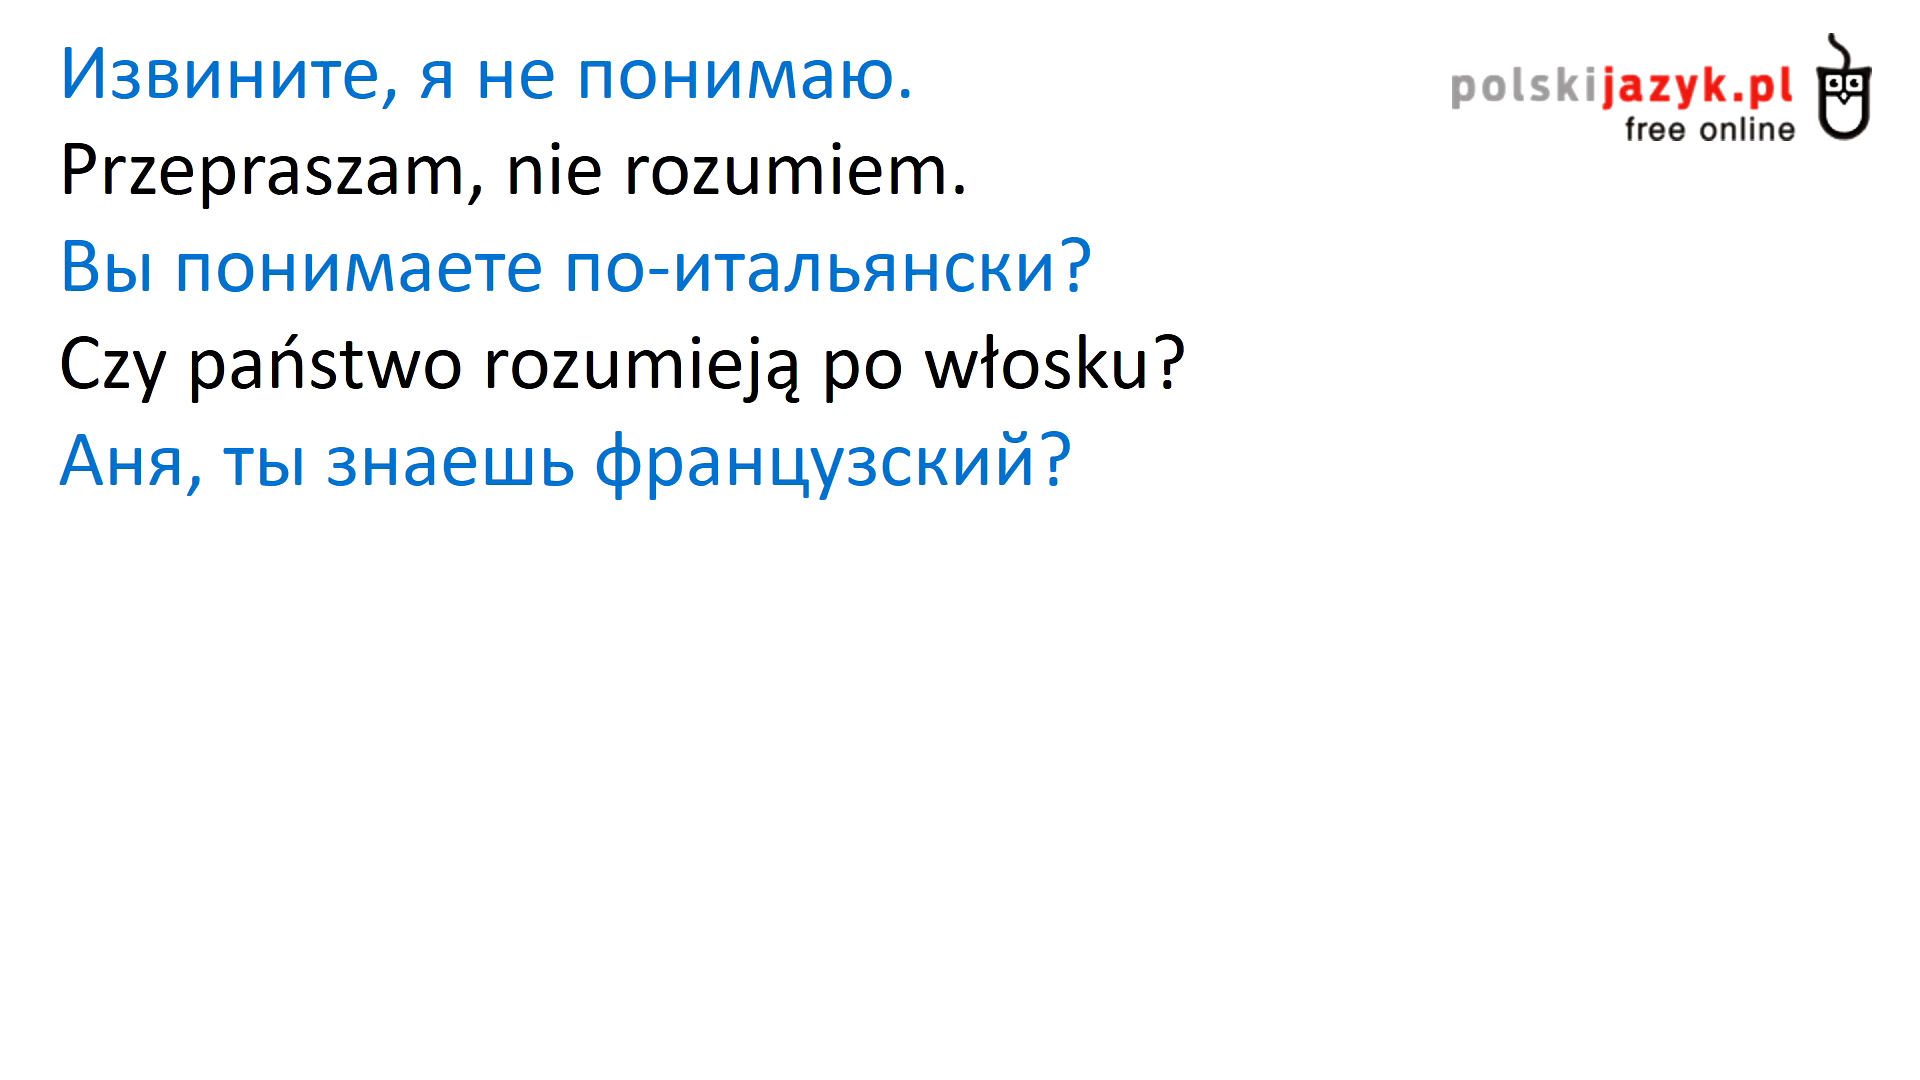 Извините, я не понимаю.
Przepraszam, nie rozumiem.
Вы понимаете по-итальянски?
Czy państwo rozumieją po włosku?
Аня, ты знаешь французский?
polskijazyk.pl
free online